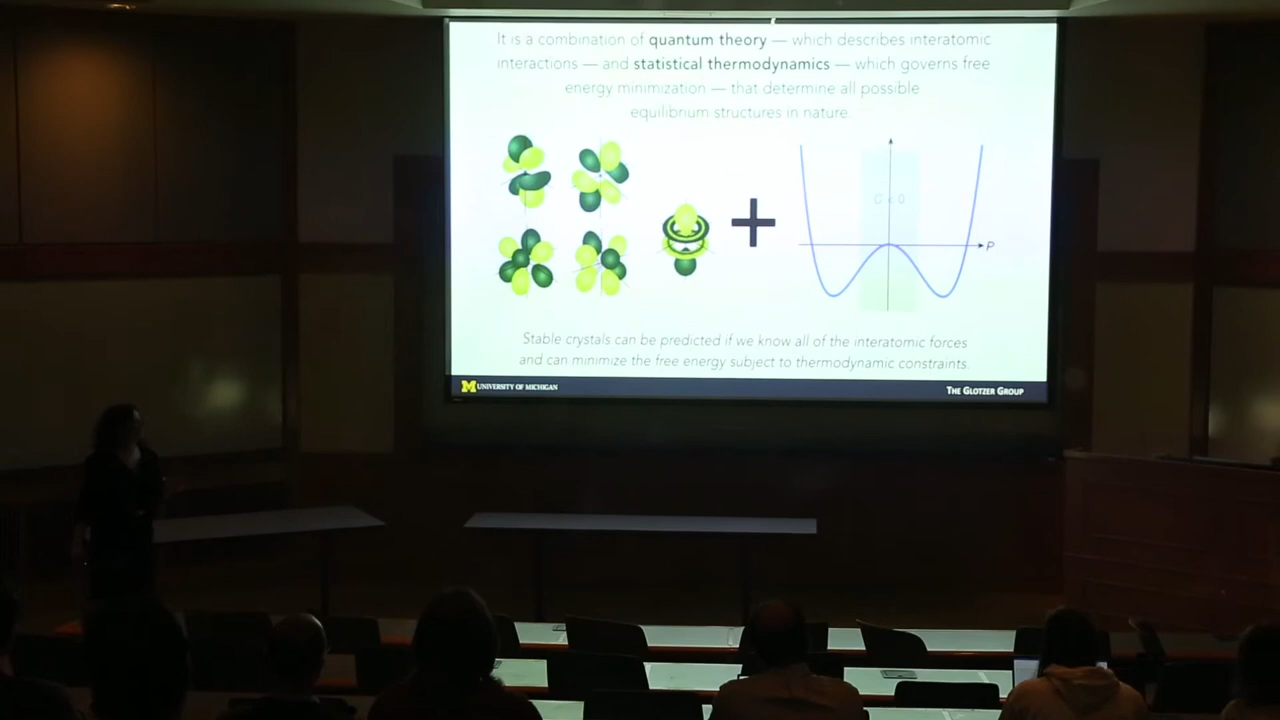 It is a combination of quantum theory — which describes interatomic
interactions — and statistical thermodynamics — which governs free
energy minimization — that determine all possible
equilibrium structures in nature.
C < 0
P
Stable crystals can be predicted if we know all of the interatomic forces
and can minimize the free energy subject to thermodynamic constraints.
M UNIVERSITY OF MICHIGAN
THE GLOTZER GROUP